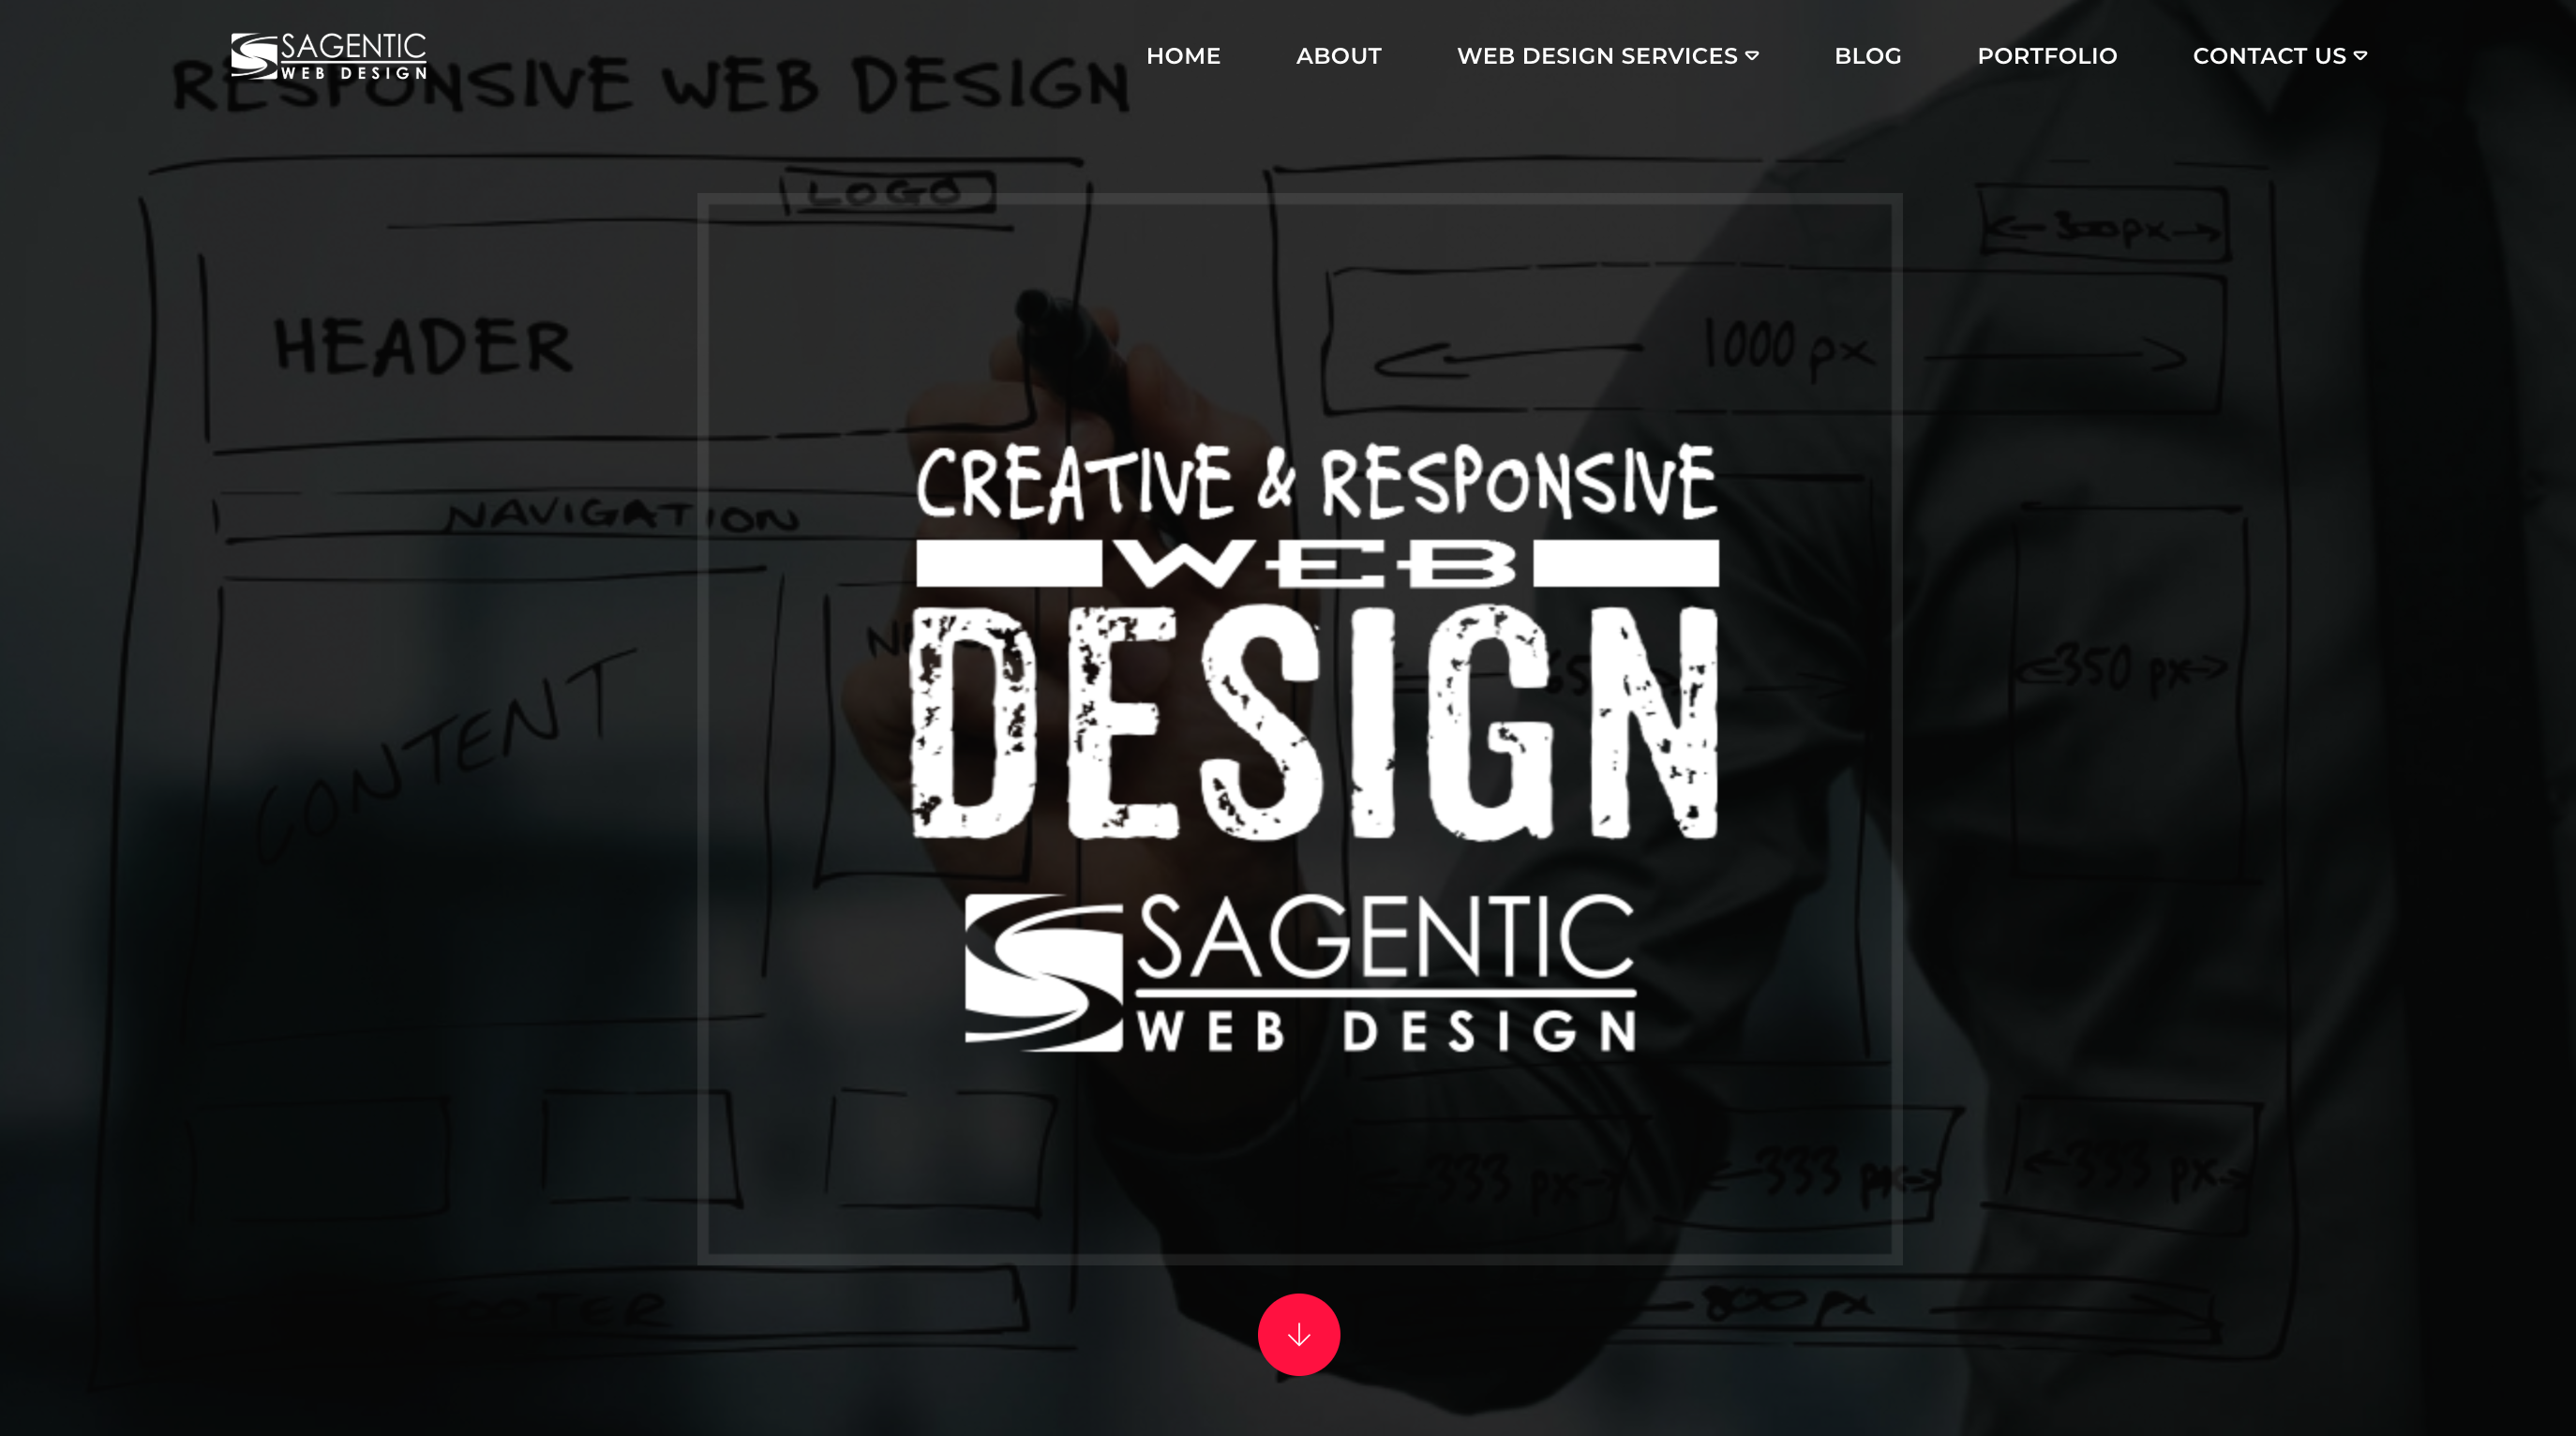 SAGENTIC
WEB DESIGN
HOME ABOUT WEB DESIGN SERVICES BLOG PORTFOLIO CONTACT US
RESPONSIVE WEB DESIGN
LOGO
300px
HEADER
1000 px
CREATIVE & RESPONSIVE
NAVIGATION
WEB
DESIGN
350 px
CONTENT
SAGENTIC
WEB DESIGN
333 px 333 px 333 px
FOOTER
800 px